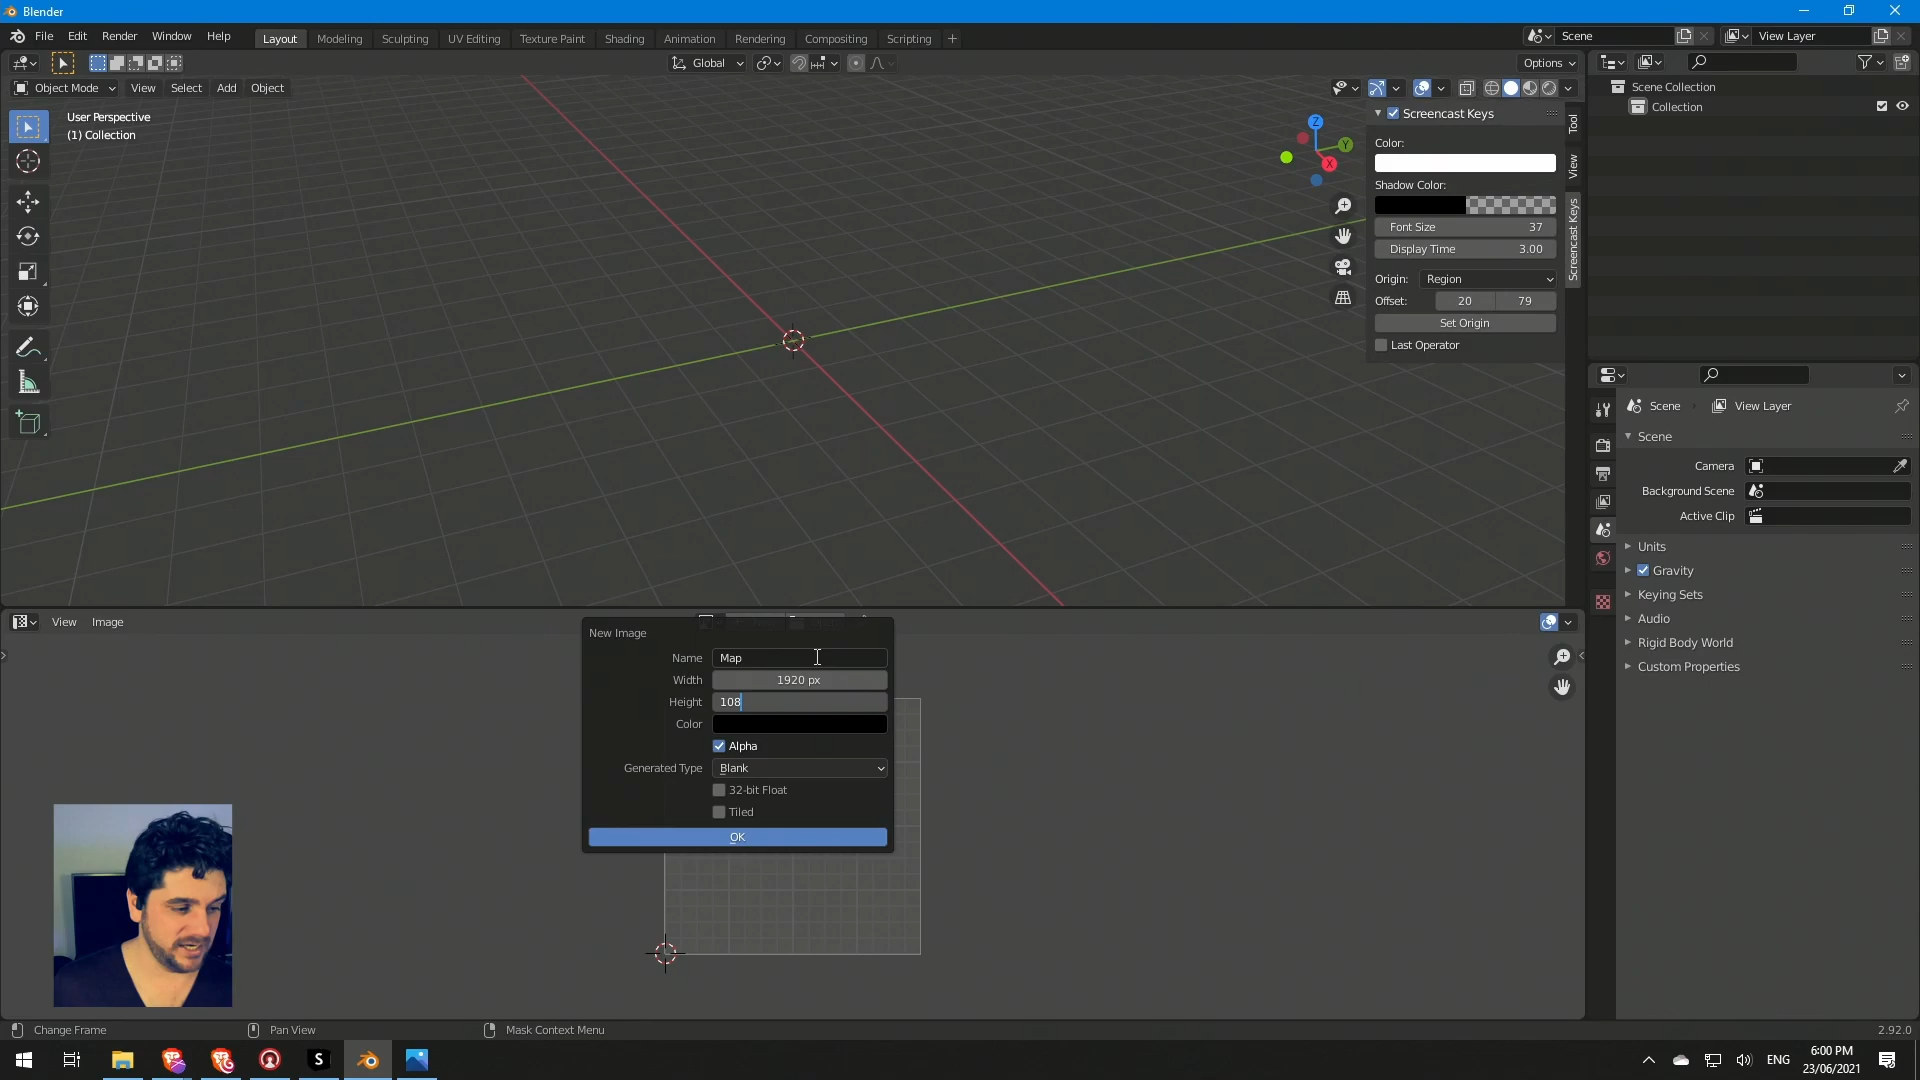 Blender
File Edit Render Window Help
Layout Modeling Sculpting UV Editing Texture Paint Shading Animation Rendering Compositing Scripting +
Scene
View Layer
Global
Options
Object Mode View Select Add Object
User Perspective
(1) Collection
Z
Y
X
Screencast Keys
Color:
Shadow Color:
Font Size 37
Display Time 3.00
Origin: Region
Offset: 20 79
Set Origin
Last Operator
Tool
View
Screencast Keys
Scene Collection
Collection
Scene View Layer
Scene
Camera
Background Scene
Active Clip
Units
Gravity
Keying Sets
Audio
Rigid Body World
Custom Properties
View Image
New Image
Name Map
Width 1920 px
Height 108
Color
Alpha
Generated Type Blank
32-bit Float
Tiled
OK
Change Frame
Pan View
Mask Context Menu
2.92.0
S
ENG
6:00 PM
23/06/2021